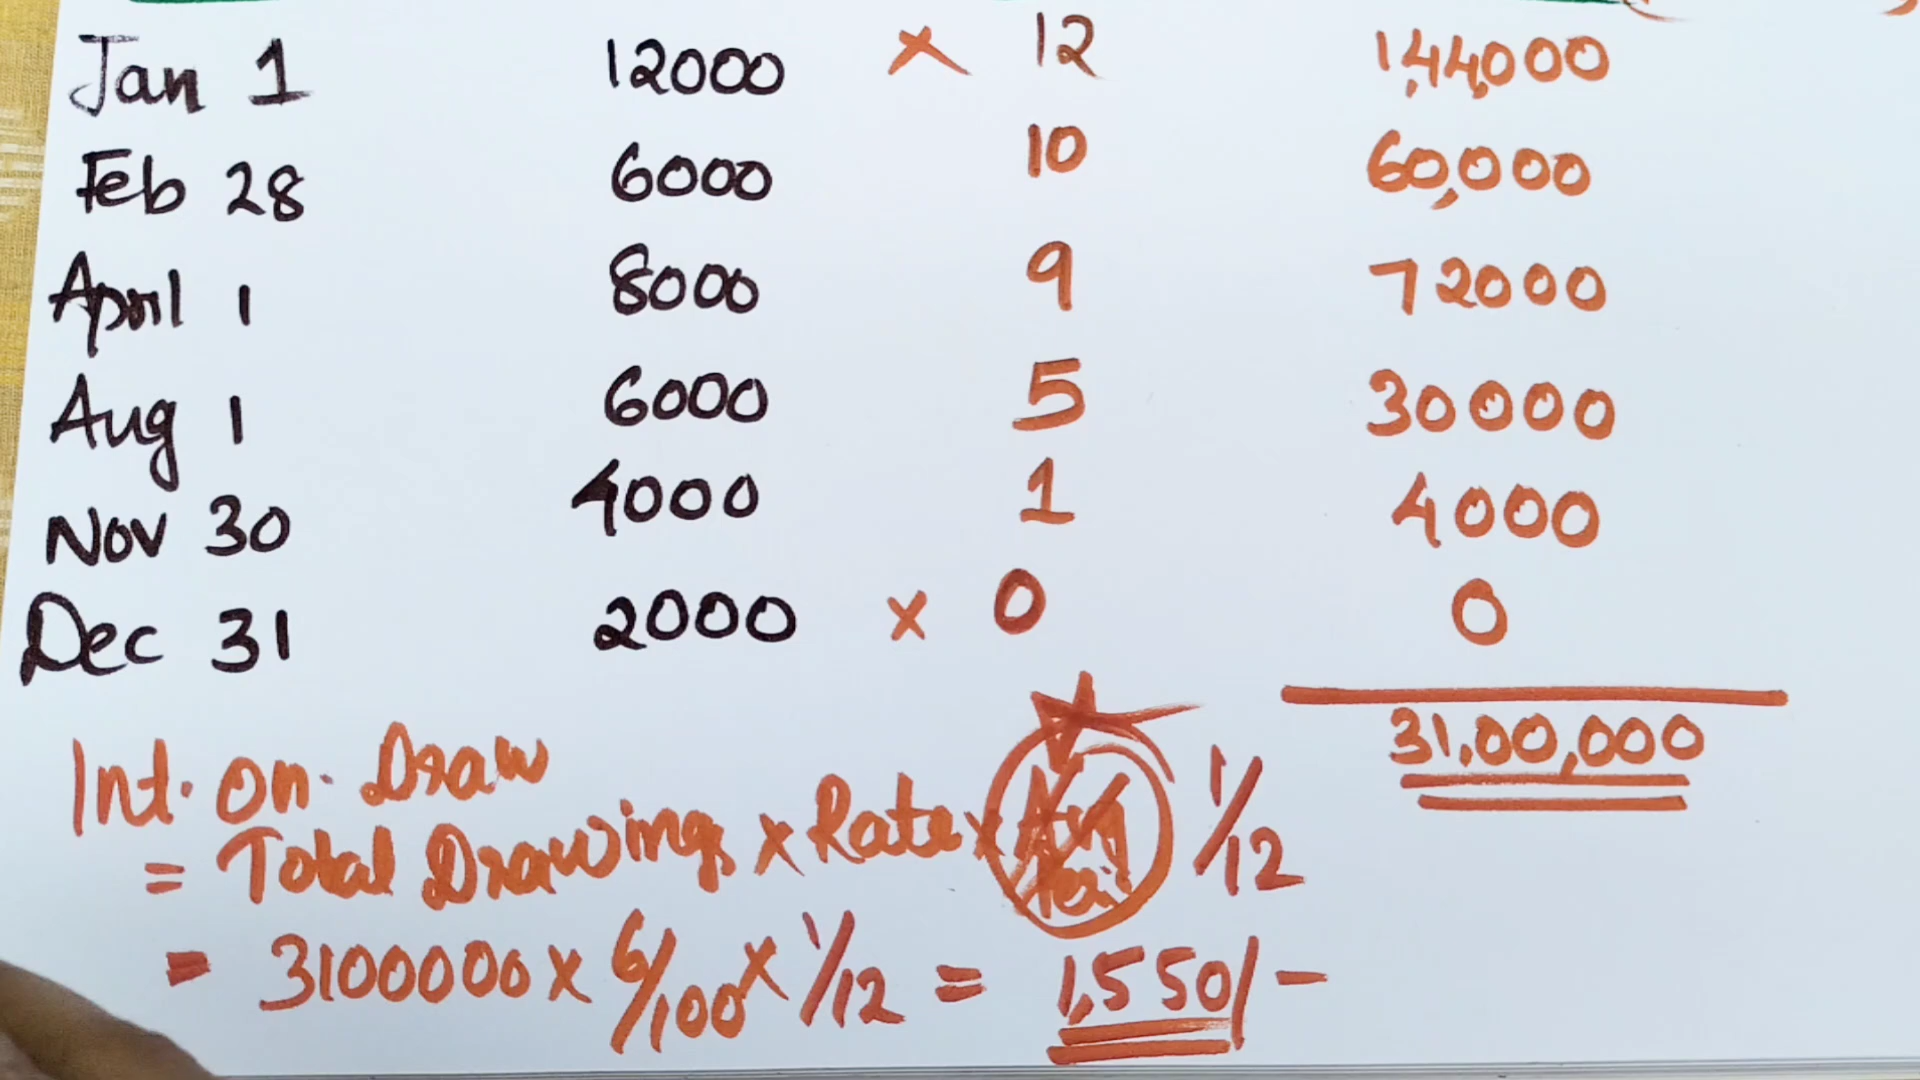 Jan 1 12000 × 12 1,44,000
Feb 28 6000 10 60,000
April 1 8000 9 72000
Aug 1 6000 5 30000
Nov 30 4000 1 4000
Dec 31 2000 × 0 0
31,00,000
Int. on. Draw
= Total Drawings × Rate × 1/12
= 3100000 × 6/100 × 1/12 = 1,550/-